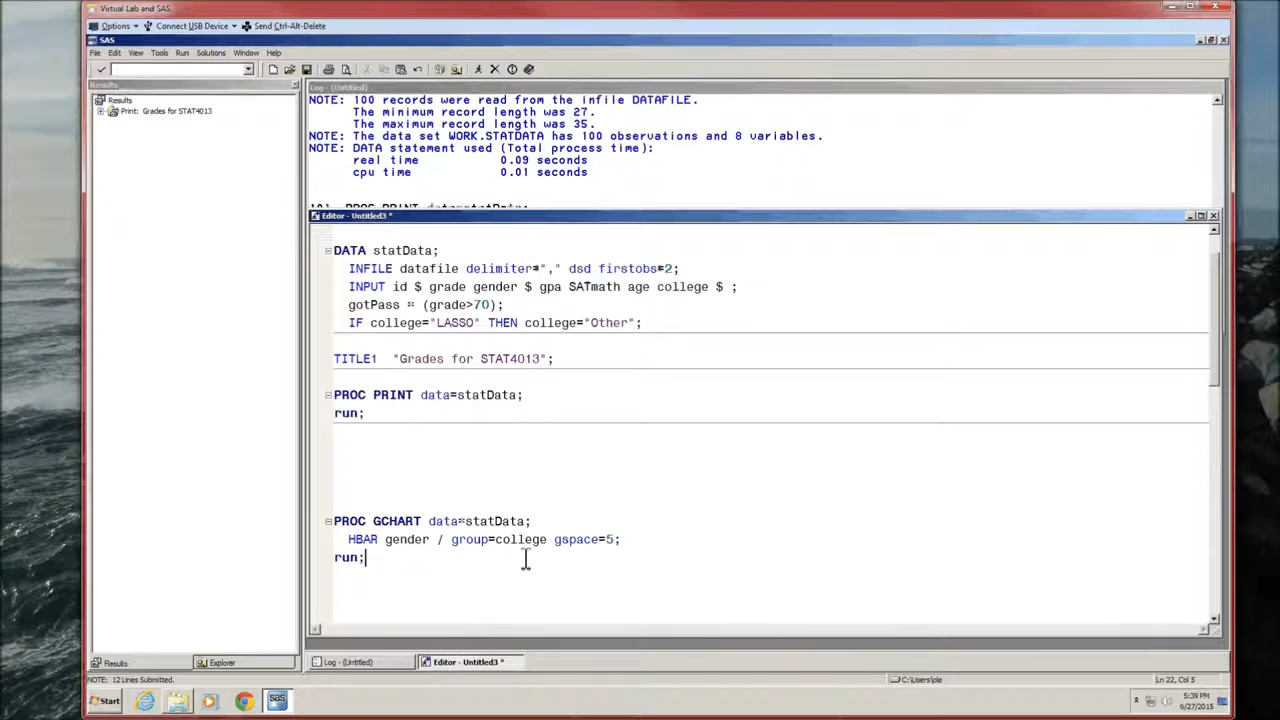 Virtual Lab and SAS
Options Connect USB Device Send Ctrl-Alt-Delete
SAS
File Edit View Tools Run Solutions Window Help
Results
Results
Print: Grades for STAT4013
Log - (Untitled)
NOTE: 100 records were read from the infile DATAFILE.
The minimum record length was 27.
The maximum record length was 35.
NOTE: The data set WORK.STATDATA has 100 observations and 8 variables.
NOTE: DATA statement used (Total process time):
real time 0.09 seconds
cpu time 0.01 seconds
Editor - Untitled3 *
DATA statData;
INFILE datafile delimiter="," dsd firstobs=2;
INPUT id $ grade gender $ gpa SATmath age college $ ;
gotPass = (grade>70);
IF college="LASSO" THEN college="Other";
TITLE1 "Grades for STAT4013";
PROC PRINT data=statData;
run;
PROC GCHART data=statData;
HBAR gender / group=college gspace=5;
run;
Results Explorer Log - (Untitled) Editor - Untitled3 *
NOTE: 12 Lines Submitted. C:\Users\ple Ln 22, Col 5
Start sas 5:39 PM
6/27/2015